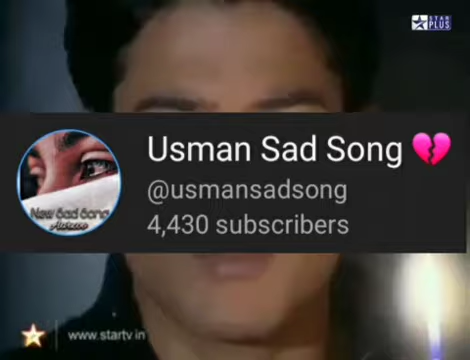 STAR
PLUS
Usman Sad Song 💔
@usmansadsong
4,430 subscribers
New Sad Song
www.startv.in